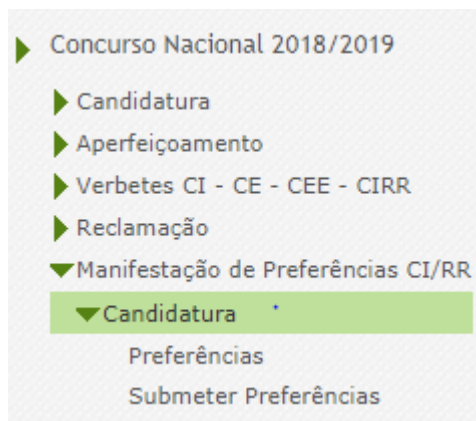 Concurso Nacional 2018/2019
Candidatura
Aperfeiçoamento
Verbetes CI - CE - CEE - CIRR
Reclamação
Manifestação de Preferências CI/RR
Candidatura
Preferências
Submeter Preferências